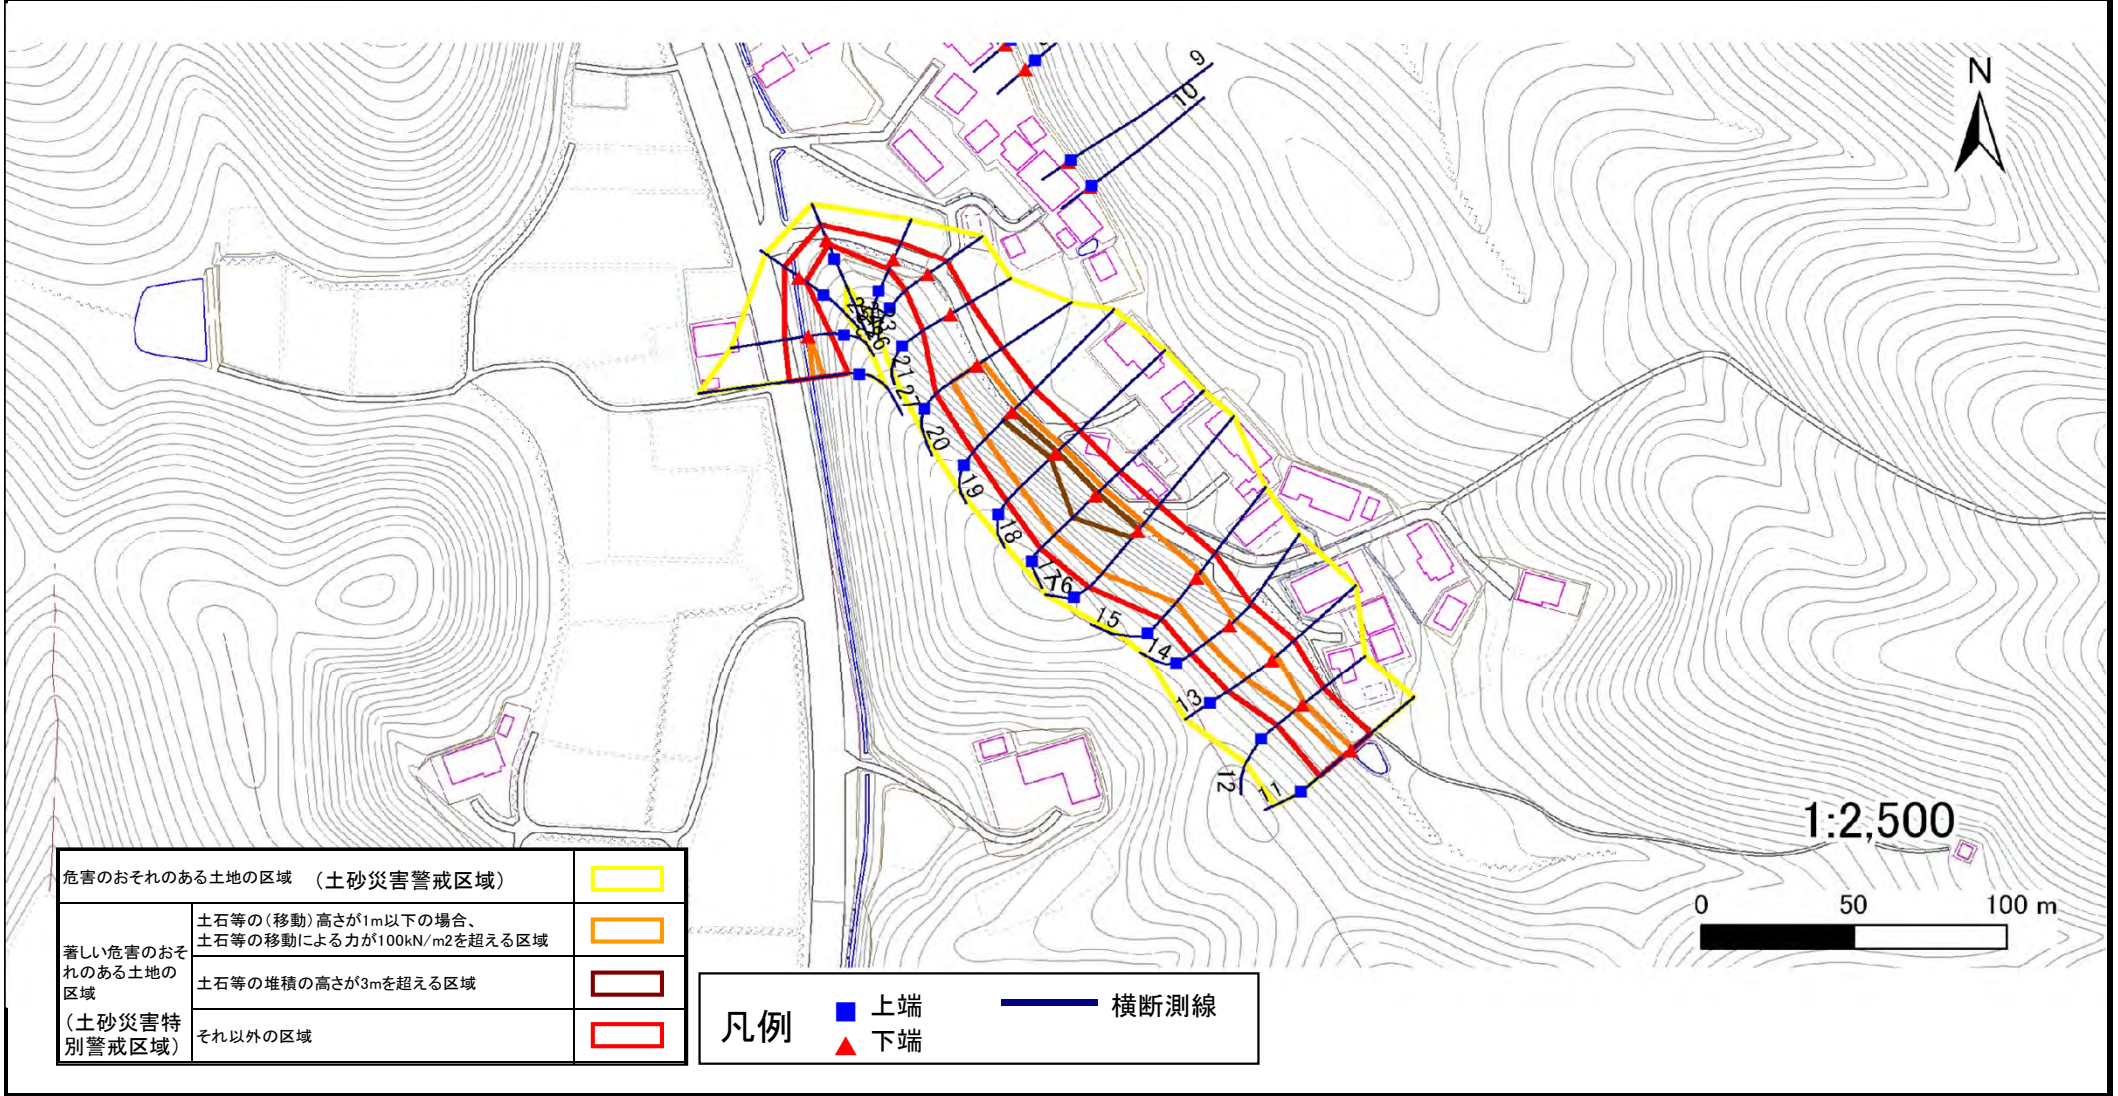 9
10
N
23
26
21
27
20
19
18
17
16
15
14
13
12
11
1:2,500
0 50 100 m
危害のおそれのある土地の区域 （土砂災害警戒区域）
著しい危害のおそ
れのある土地の
区域
（土砂災害特
別警戒区域）
土石等の（移動）高さが1m以下の場合、
土石等の移動による力が100kN/m2を超える区域
土石等の堆積の高さが3mを超える区域
それ以外の区域
凡例
上端
下端
横断測線